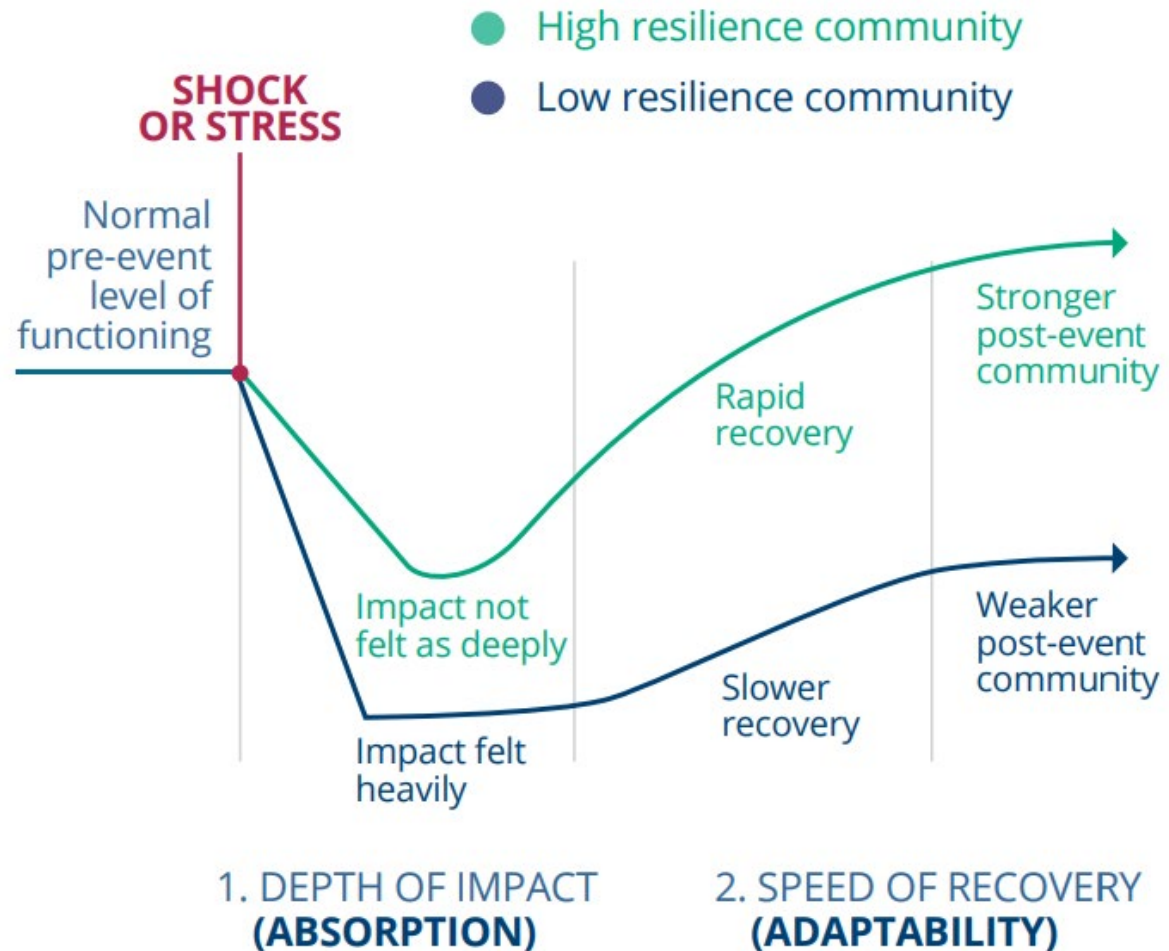 High resilience community
Low resilience community
SHOCK
OR STRESS
Normal
pre-event
level of
functioning
Stronger
post-event
community
Rapid
recovery
Impact not
felt as deeply
Weaker
post-event
community
Slower
recovery
Impact felt
heavily
1. DEPTH OF IMPACT
(ABSORPTION)
2. SPEED OF RECOVERY
(ADAPTABILITY)